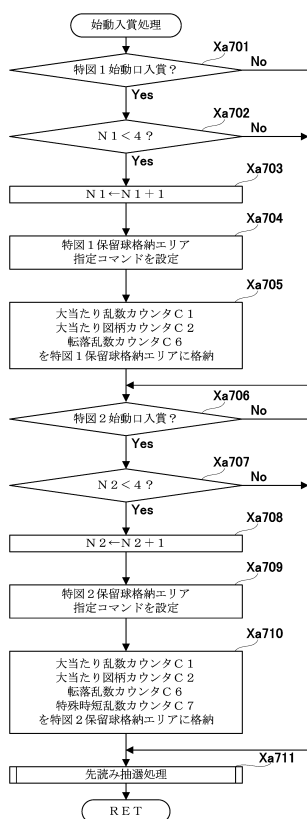 始動入賞処理
Xa701
特図1始動口入賞？
No
Yes
Xa702
N1<4？
No
Yes
Xa703
N1←N1+1
Xa704
特図1保留球格納エリア
指定コマンドを設定
Xa705
大当たり乱数カウンタC1
大当たり図柄カウンタC2
転落乱数カウンタC6
を特図1保留球格納エリアに格納
Xa706
特図2始動口入賞？
No
Yes
Xa707
N2<4？
No
Yes
Xa708
N2←N2+1
Xa709
特図2保留球格納エリア
指定コマンドを設定
Xa710
大当たり乱数カウンタC1
大当たり図柄カウンタC2
転落乱数カウンタC6
特殊時短乱数カウンタC7
を特図2保留球格納エリアに格納
Xa711
先読み抽選処理
RET